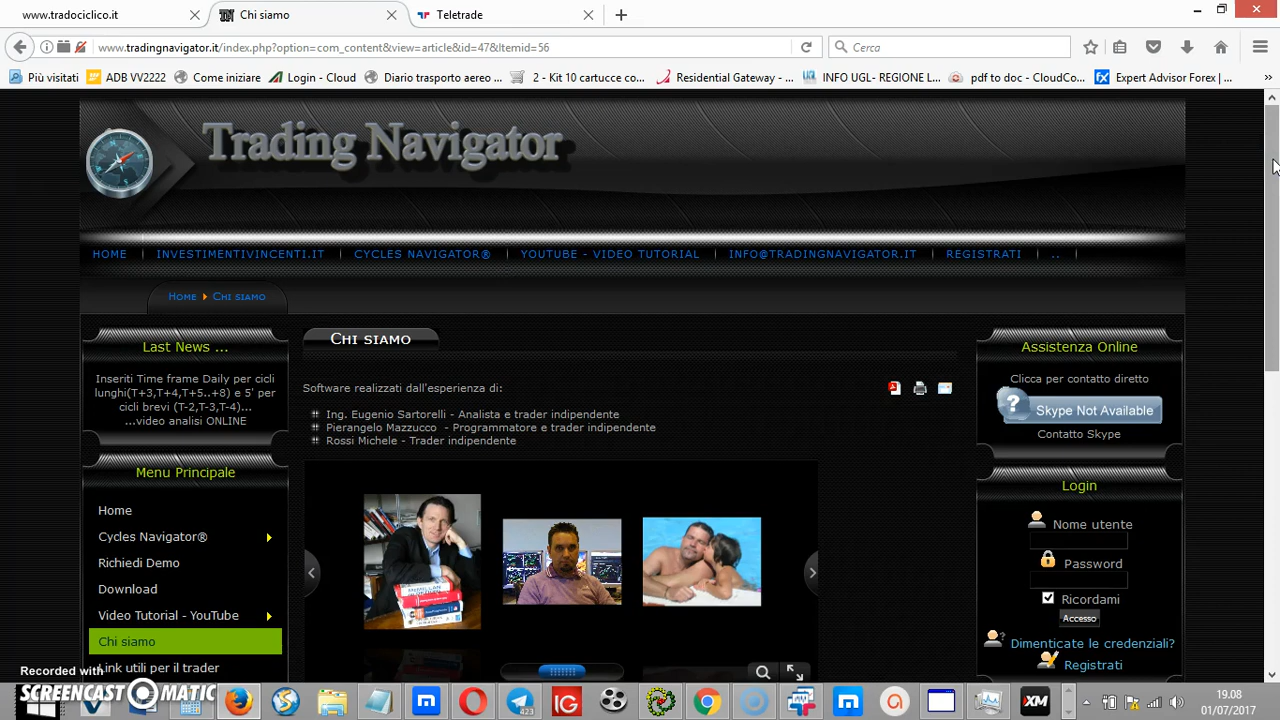 www.tradociclico.it
Chi siamo
Teletrade
www.tradingnavigator.it/index.php?option=com_content&view=article&id=47&Itemid=56
Cerca
Più visitati
ADB VV2222
Come iniziare
Login - Cloud
Diario trasporto aereo ...
2 - Kit 10 cartucce co...
Residential Gateway -
INFO UGL- REGIONE L...
pdf to doc - CloudCo...
Expert Advisor Forex | ...
Trading Navigator
HOME
INVESTIMENTIVINCENTI.IT
CYCLES NAVIGATOR®
YOUTUBE - VIDEO TUTORIAL
INFO@TRADINGNAVIGATOR.IT
REGISTRATI
..
Home
Chi siamo
Last News ...
Inseriti Time frame Daily per cicli
lunghi(T+3,T+4,T+5..+8) e 5' per
cicli brevi (T-2,T-3,T-4)...
...video analisi ONLINE
Menu Principale
Home
Cycles Navigator®
Richiedi Demo
Download
Video Tutorial - YouTube
Chi siamo
Link utili per il trader
Chi siamo
Software realizzati dall'esperienza di:
Ing. Eugenio Sartorelli - Analista e trader indipendente
Pierangelo Mazzucco - Programmatore e trader indipendente
Rossi Michele - Trader indipendente
Assistenza Online
Clicca per contatto diretto
Skype Not Available
Contatto Skype
Login
Nome utente
Password
Ricordami
Accesso
Dimenticate le credenziali?
Registrati
Recorded with
SCREENCAST MATIC
423
IG
XM
19.08
01/07/2017